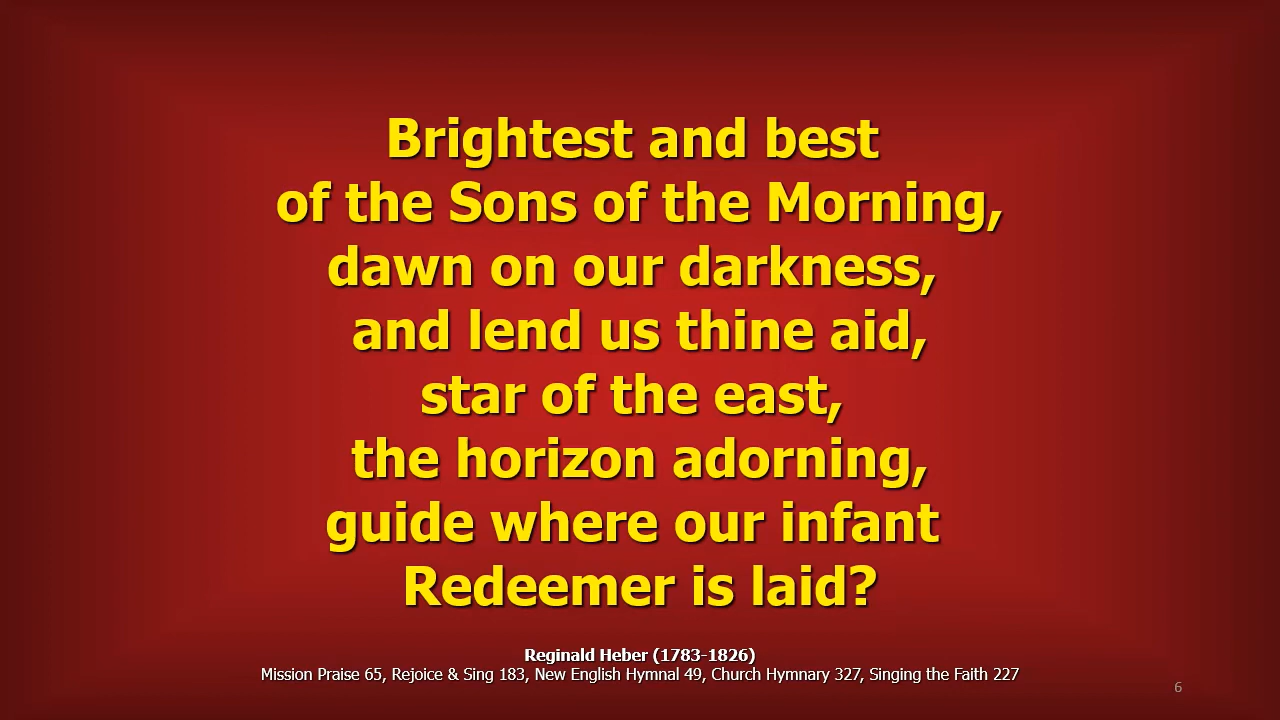 Brightest and best
of the Sons of the Morning,
dawn on our darkness,
and lend us thine aid,
star of the east,
the horizon adorning,
guide where our infant
Redeemer is laid?
Reginald Heber (1783-1826)
Mission Praise 65, Rejoice & Sing 183, New English Hymnal 49, Church Hymnary 327, Singing the Faith 227
6